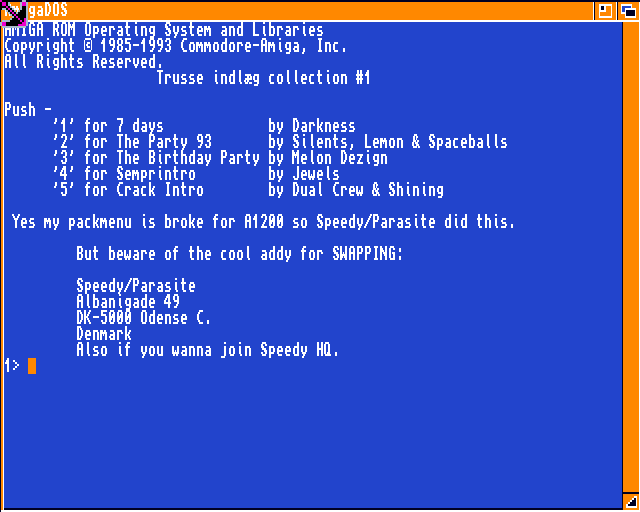 gaDOS
AMIGA ROM Operating System and Libraries
Copyright © 1985-1993 Commodore-Amiga, Inc.
All Rights Reserved.
Trusse indlæg collection #1
Push -
'1' for 7 days by Darkness
'2' for The Party 93 by Silents, Lemon & Spaceballs
'3' for The Birthday Party by Melon Dezign
'4' for Semprintro by Jewels
'5' for Crack Intro by Dual Crew & Shining
Yes my packmenu is broke for A1200 so Speedy/Parasite did this.
But beware of the cool addy for SWAPPING:
Speedy/Parasite
Albanigade 49
DK-5000 Odense C.
Denmark
Also if you wanna join Speedy HQ.
1>